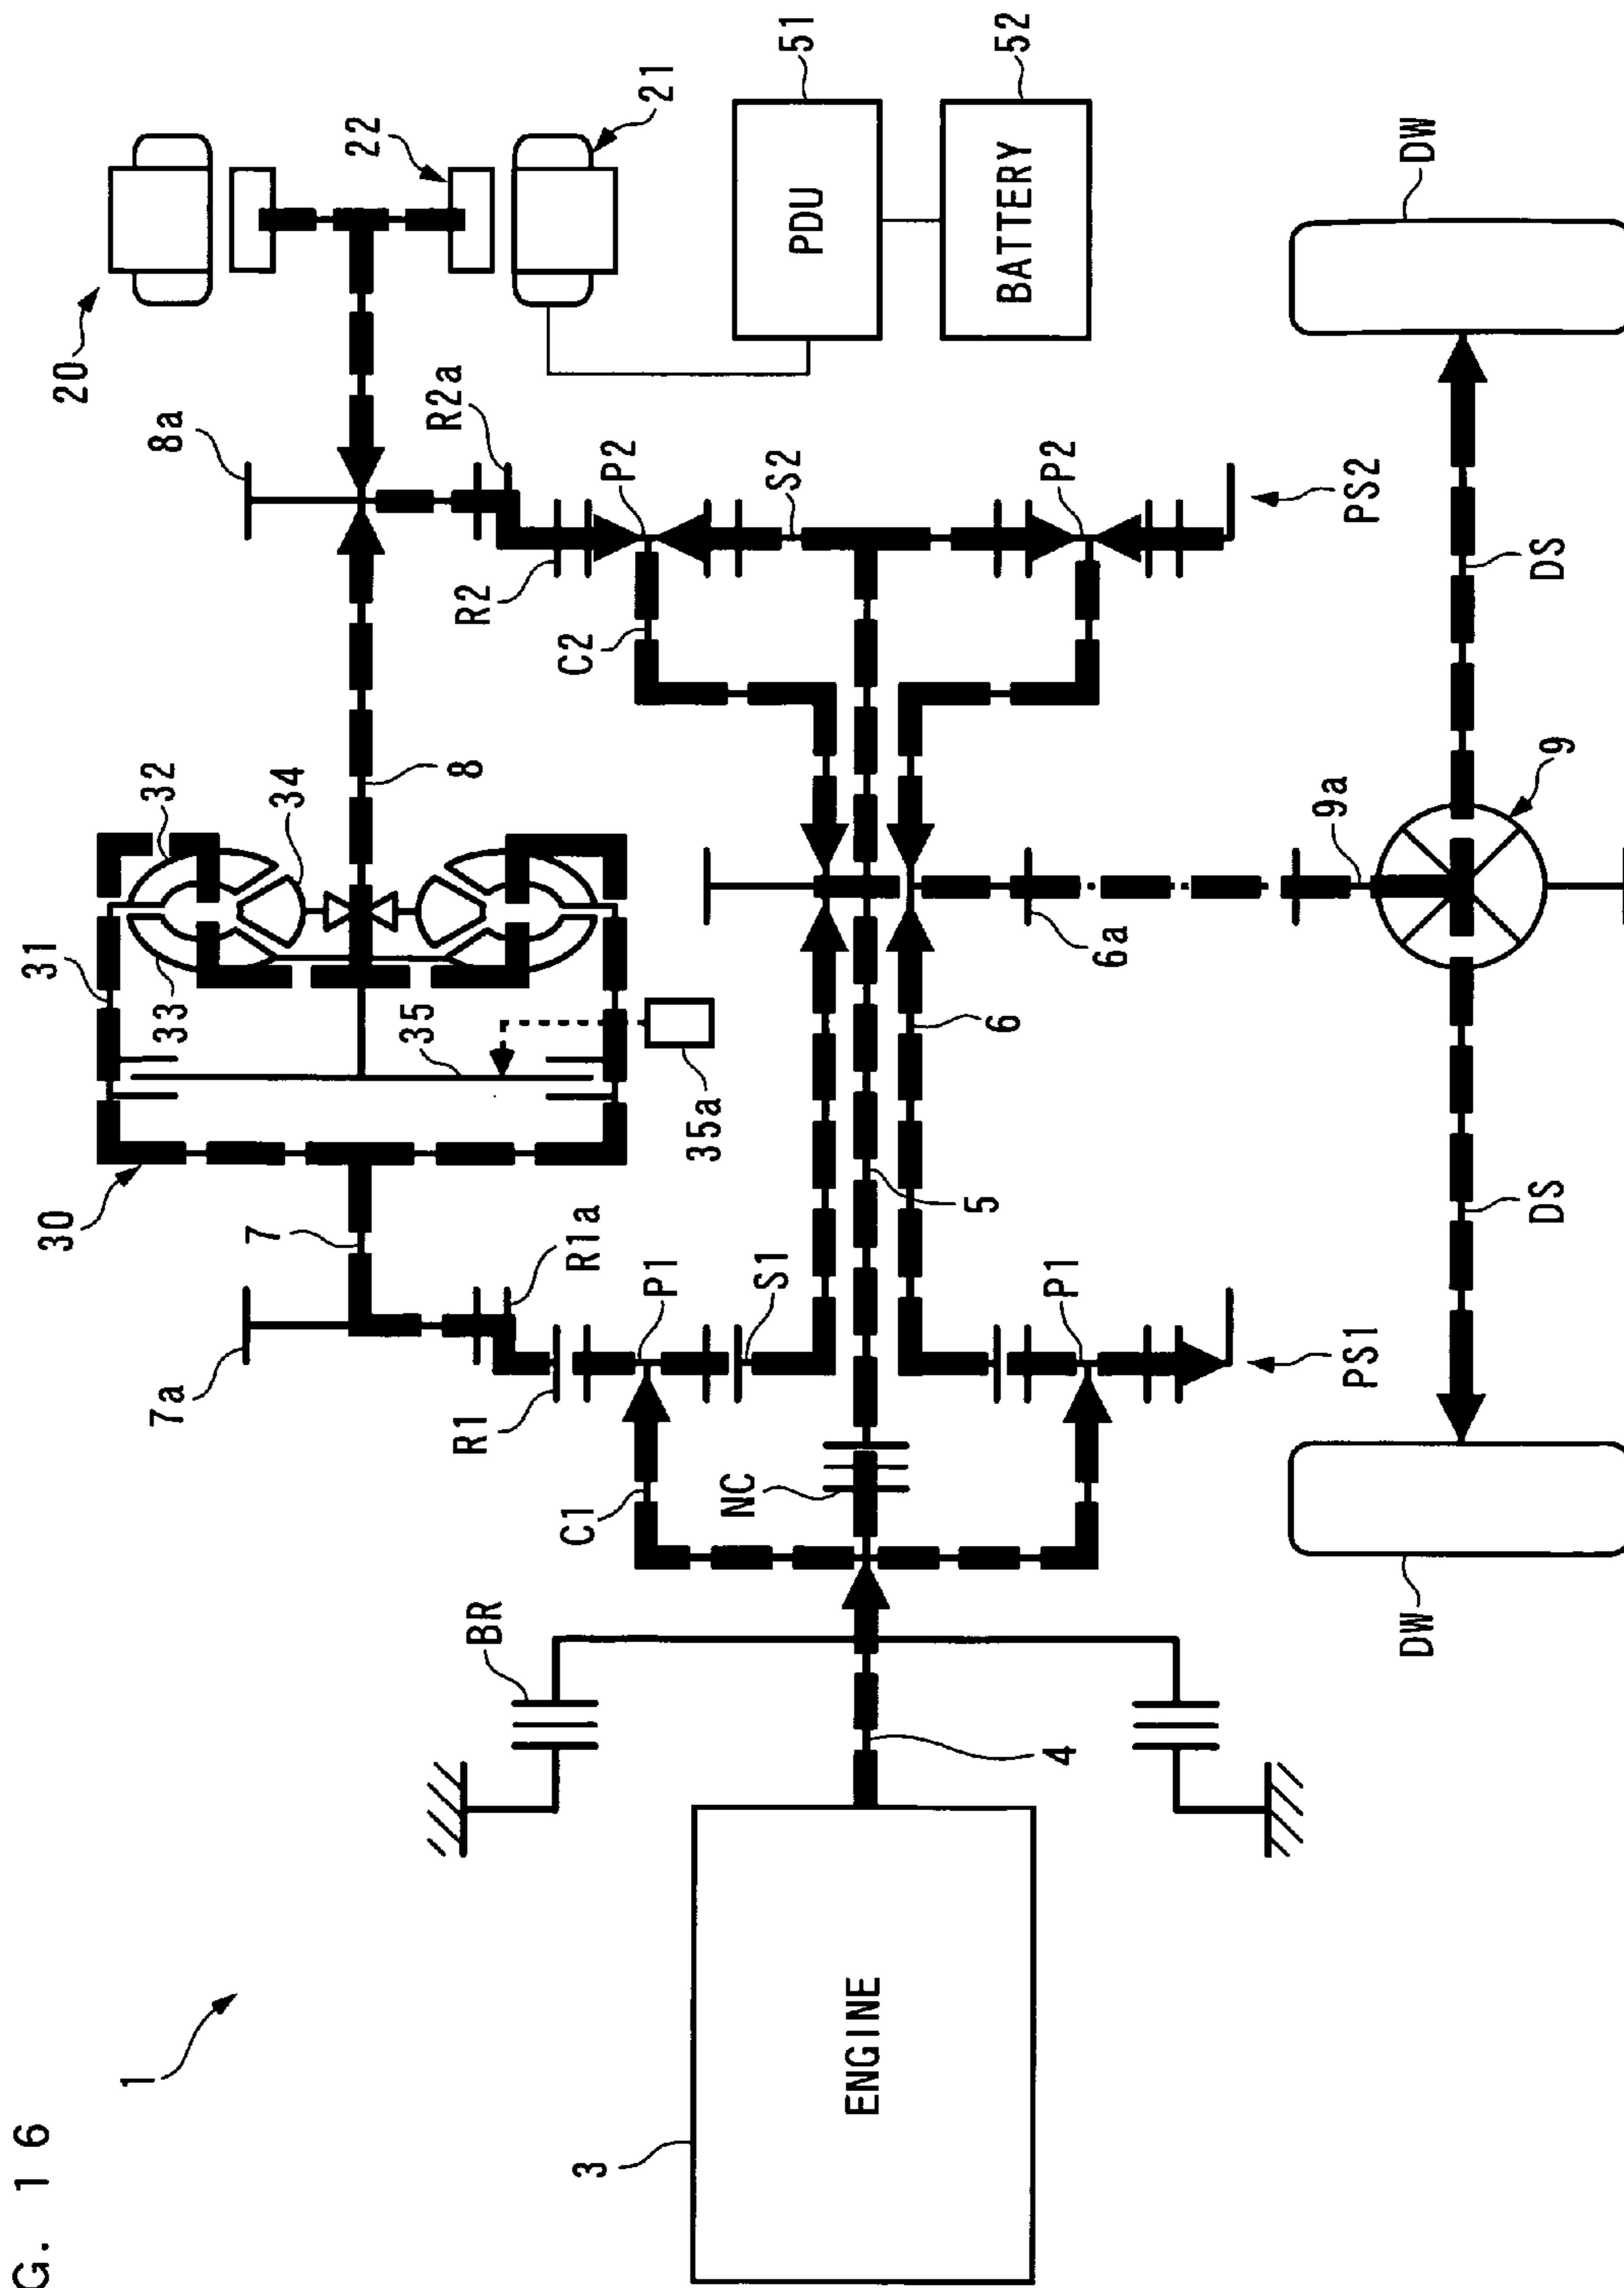 G. 16
1
20
22
21
51
PDU
52
BATTERY
8a
R2a
R2
P2
S2
P2
PS2
C2
8
32
34
31
33
35
35a
30
7
7a
R1a
R1
P1
S1
P1
PS1
C1
NC
5
6
6a
9a
9
DS
DS
DW
DW
BR
4
3
ENGINE